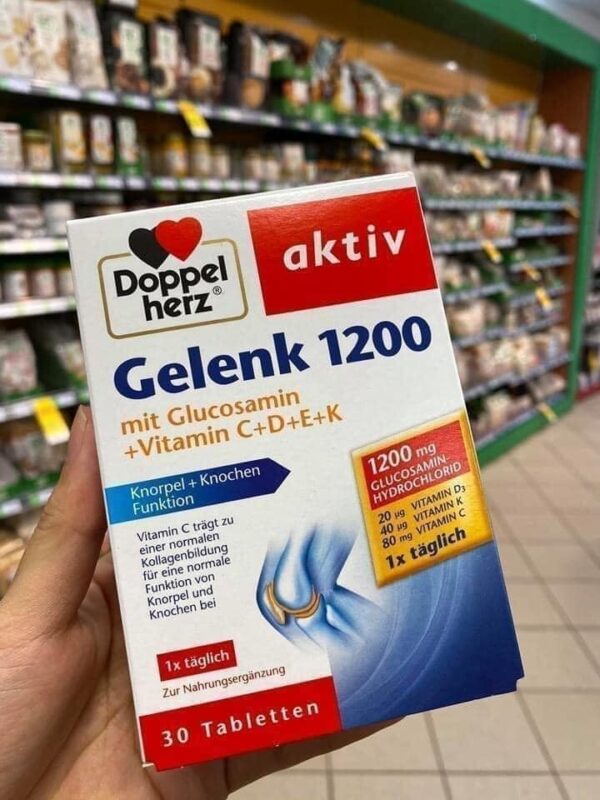 Doppel
herz®
aktiv
Gelenk 1200
mit Glucosamin
+Vitamin C+D+E+K
Knorpel + Knochen
Funktion
Vitamin C trägt zu
einer normalen
Kollagenbildung
für eine normale
Funktion von
Knorpel und
Knochen bei
1200 mg
GLUCOSAMIN-
HYDROCHLORID
20 µg VITAMIN D3
40 µg VITAMIN K
80 mg VITAMIN C
1x täglich
1x täglich
Zur Nahrungsergänzung
30 Tabletten